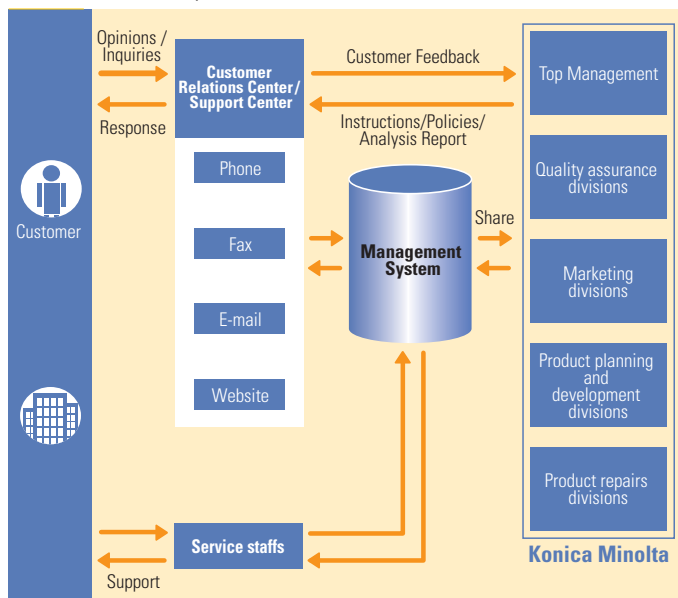 Opinions /
Inquiries
Response
Customer
Customer
Relations Center/
Support Center
Phone
Fax
E-mail
Website
Customer Feedback
Instructions/Policies/
Analysis Report
Management
System
Share
Top Management
Quality assurance
divisions
Marketing
divisions
Product planning
and
development
divisions
Product repairs
divisions
Konica Minolta
Service staffs
Support